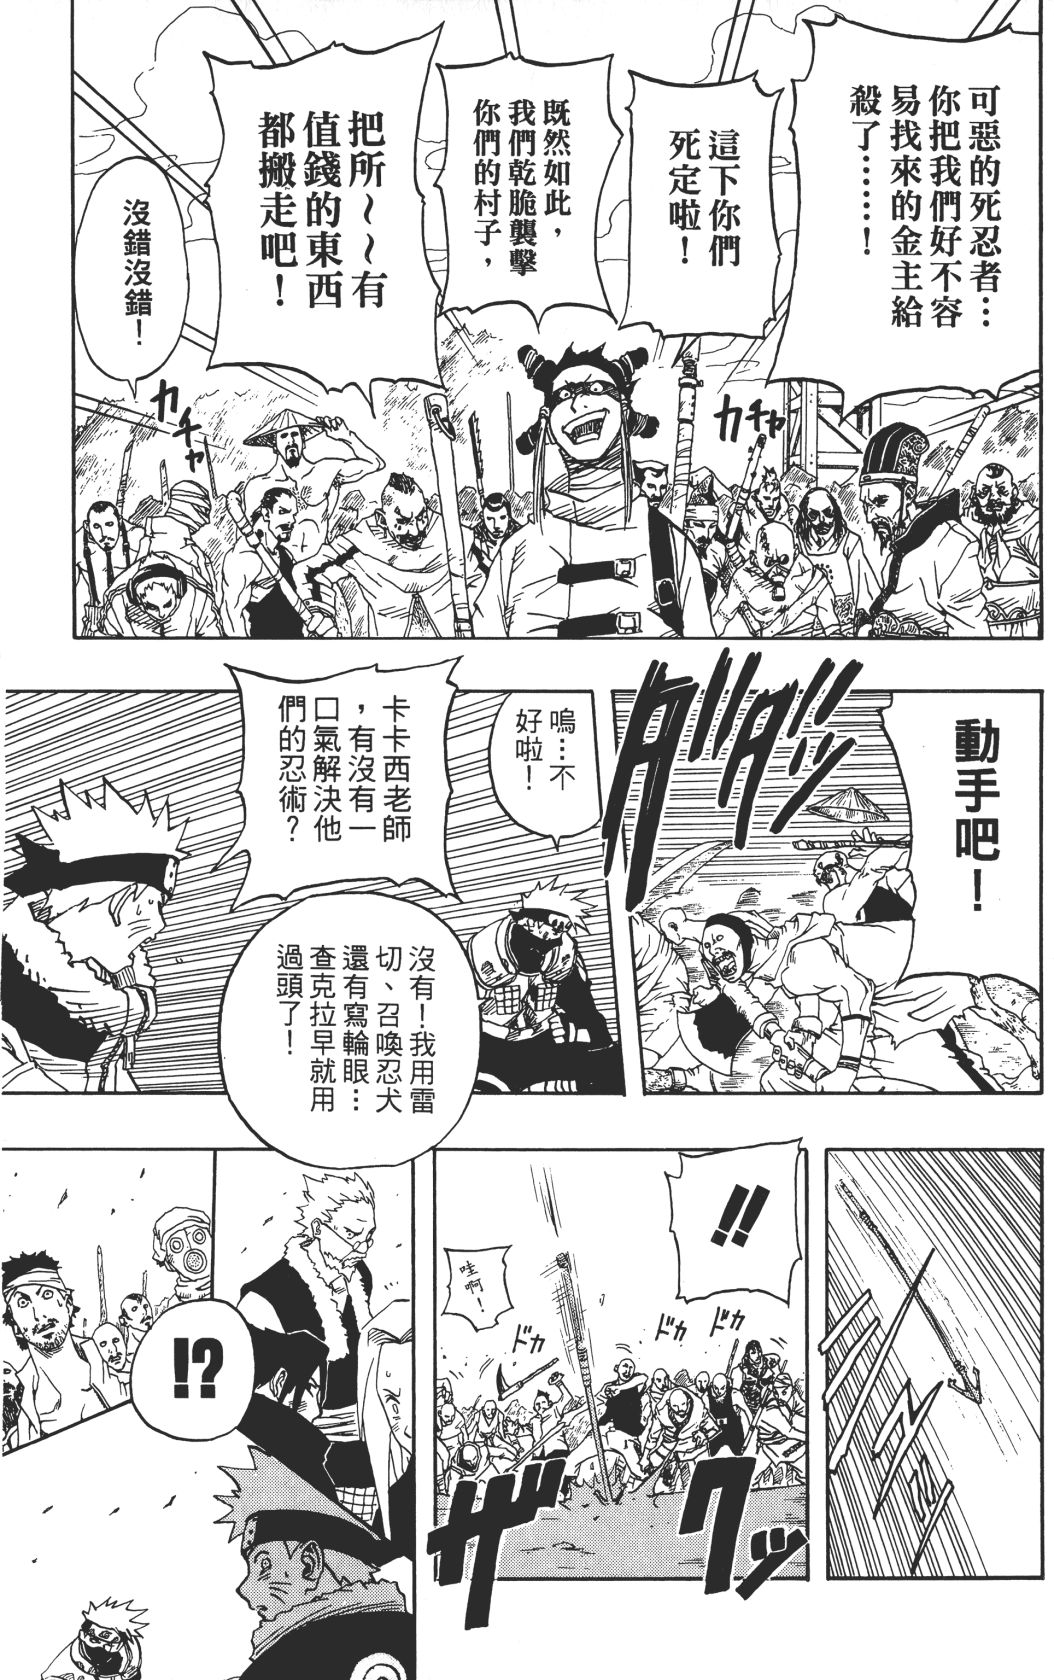 可惡的死忍者…
你把我們好不容
易找來的金主給
殺了……！
這下你們
死定啦！
既然如此，
我們乾脆襲擊
你們的村子，
把所～～有
值錢的東西
都搬走吧！
沒錯沒錯！
カチャ
カチャ
動手吧！
ダダダッ
嗚…不
好啦！
卡卡西老師
，有沒有一
口氣解決他
們的忍術？
沒有！我用雷
切、召喚忍犬
還有寫輪眼…
查克拉早就用
過頭了！
!!
哇啊！
ドカ
ドカ
ドカ
ザクッ
!?